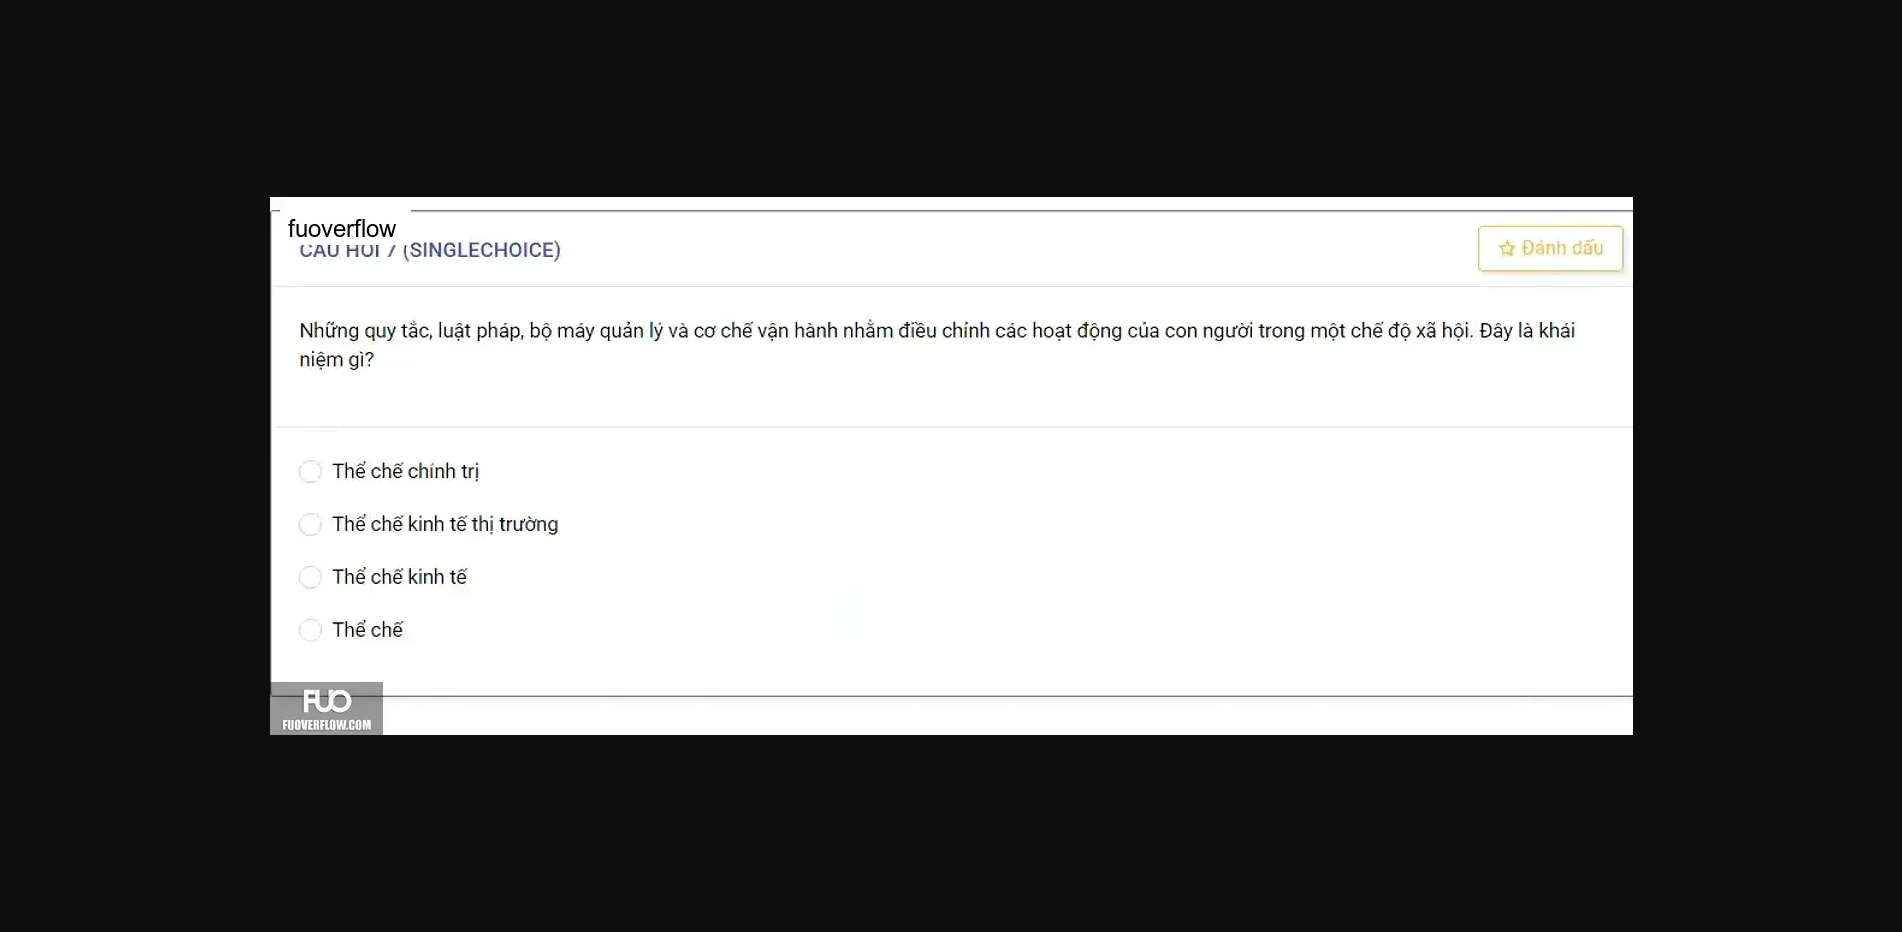 fuoverflow
CÂU HỎI 7 (SINGLECHOICE)
Đánh dấu
Những quy tắc, luật pháp, bộ máy quản lý và cơ chế vận hành nhằm điều chỉnh các hoạt động của con người trong một chế độ xã hội. Đây là khái
niệm gì?
Thể chế chính trị
Thể chế kinh tế thị trường
Thể chế kinh tế
Thể chế
FUO
FUOVERFLOW.COM